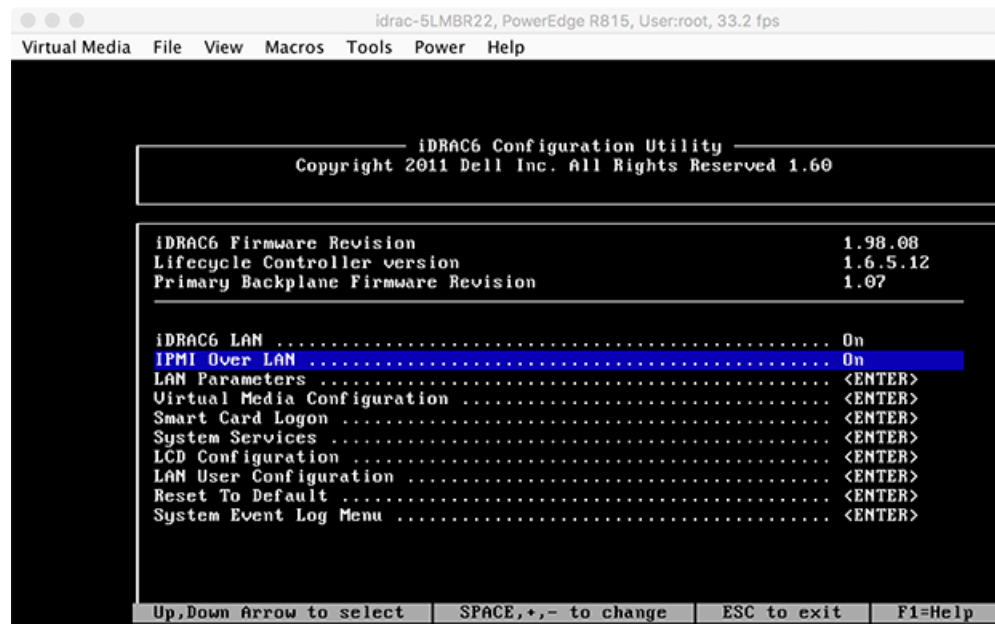 idrac-5LMBR22, PowerEdge R815, User:root, 33.2 fps
Virtual Media File View Macros Tools Power Help
iDRAC6 Configuration Utility
Copyright 2011 Dell Inc. All Rights Reserved 1.60
iDRAC6 Firmware Revision 1.98.08
Lifecycle Controller version 1.6.5.12
Primary Backplane Firmware Revision 1.07
iDRAC6 LAN ................................................... On
IPMI Over LAN ................................................ On
LAN Parameters ............................................... <ENTER>
Virtual Media Configuration .................................. <ENTER>
Smart Card Logon ............................................. <ENTER>
System Services .............................................. <ENTER>
LCD Configuration ............................................ <ENTER>
LAN User Configuration ....................................... <ENTER>
Reset To Default ............................................. <ENTER>
System Event Log Menu ........................................ <ENTER>
Up,Down Arrow to select SPACE,+,- to change ESC to exit F1=Help